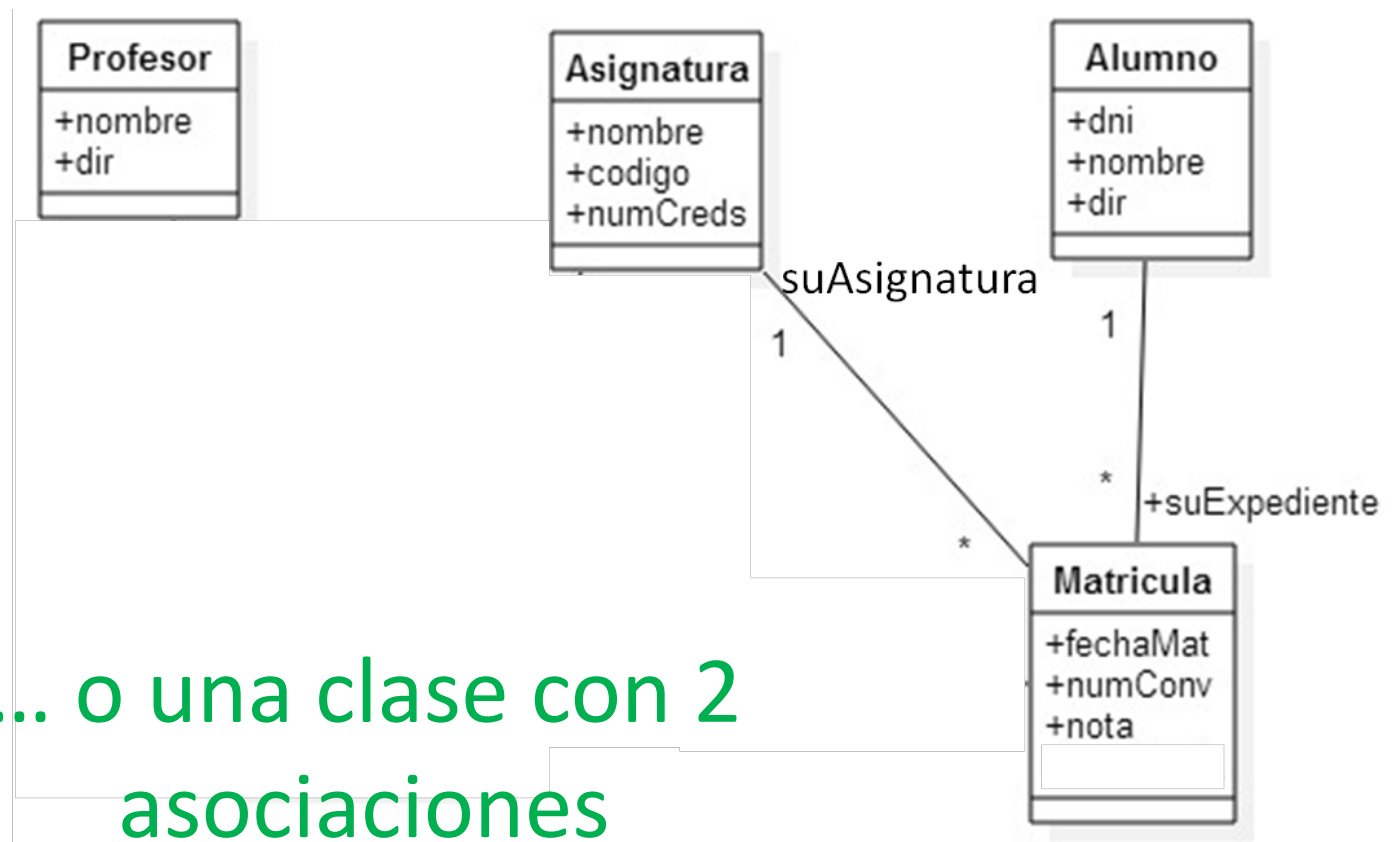 Profesor
+nombre
+dir
Asignatura
+nombre
+codigo
+numCreds
Alumno
+dni
+nombre
+dir
suAsignatura
1
1
*
+suExpediente
*
Matricula
+fechaMat
+numConv
+nota
... o una clase con 2
asociaciones